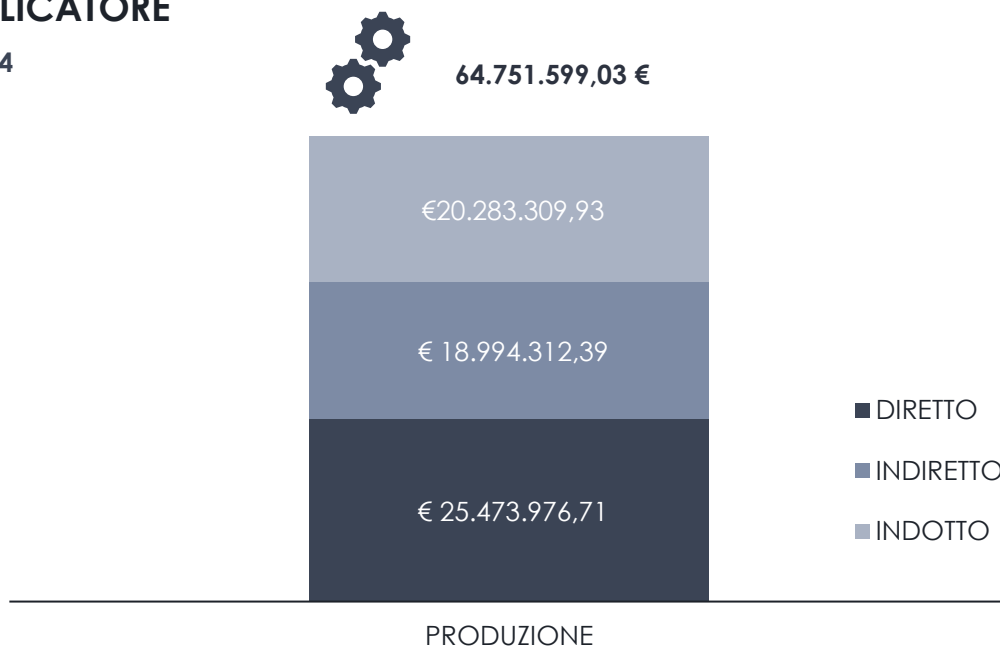 LICATORE
4
64.751.599,03 €
€20.283.309,93
€ 18.994.312,39
€ 25.473.976,71
DIRETTO
INDIRETTO
INDOTTO
PRODUZIONE